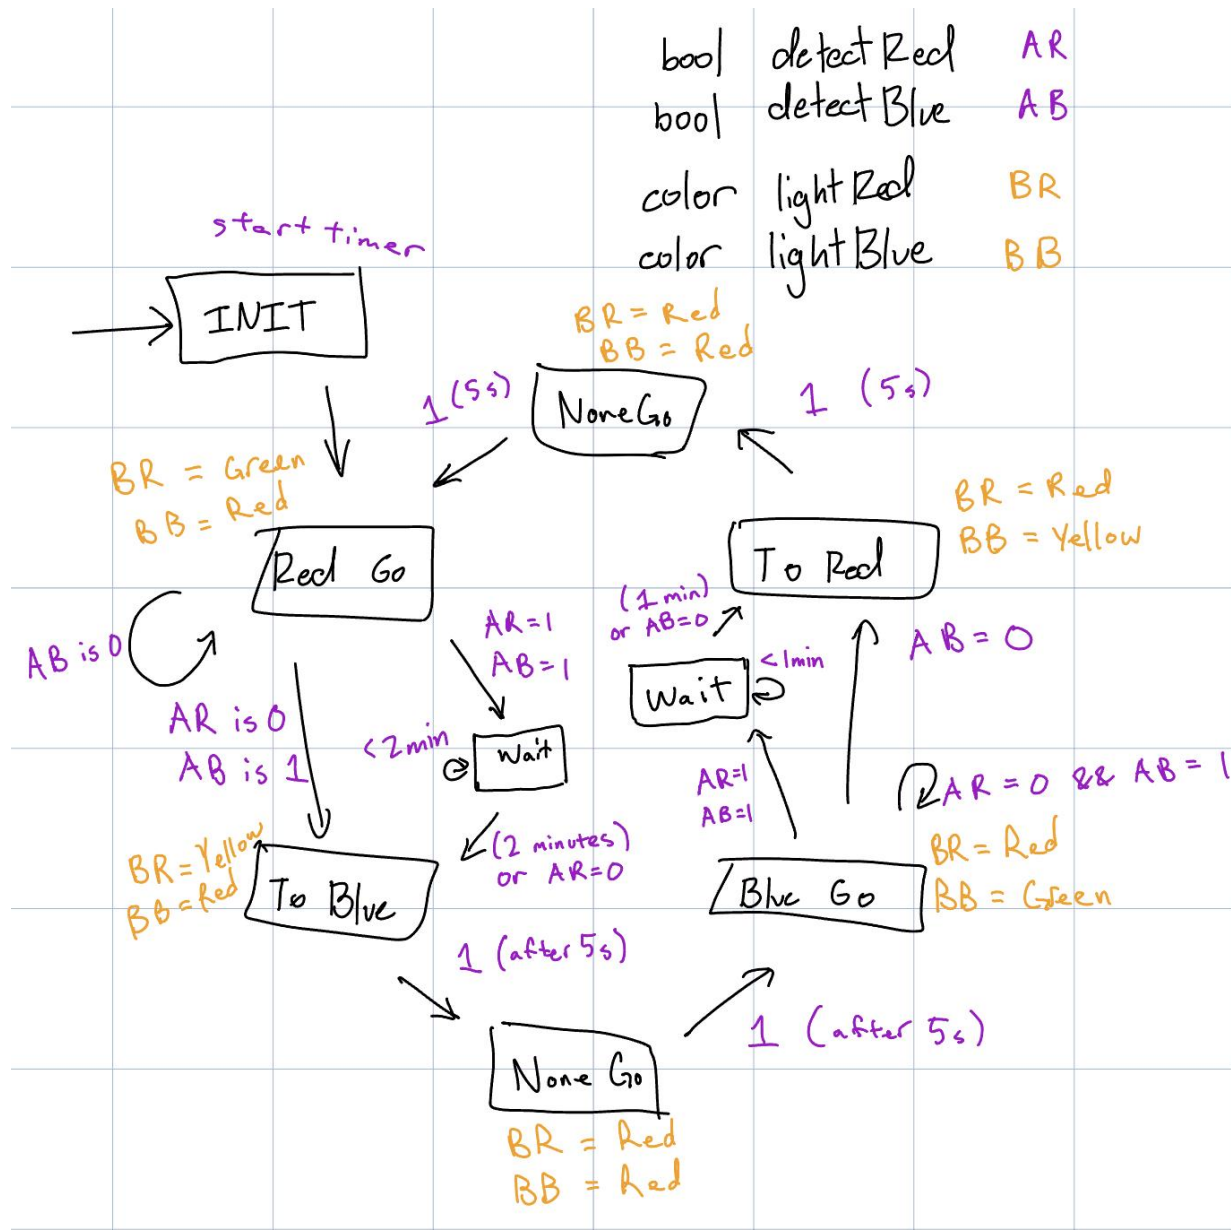 bool detectRed AR
bool detectBlue AB
color lightRed BR
color lightBlue BB
start timer
INIT
BR = Red
BB = Red
NoneGo
1 (5s)
1 (5s)
BR = Green
BB = Red
Red Go
BR = Red
BB = Yellow
To Red
AB is 0
AR is 0
AB is 1
AR=1
AB=1
<2min
Wait
(2 minutes)
or AR=0
(1 min)
or AB=0
Wait
<1min
AB = 0
AR=1
AB=1
AR = 0 && AB = 1
BR=Yellow
BB=Red
To Blue
BR= Red
BB = Green
Blue Go
1 (after 5s)
1 (after 5s)
None Go
BR = Red
BB = Red